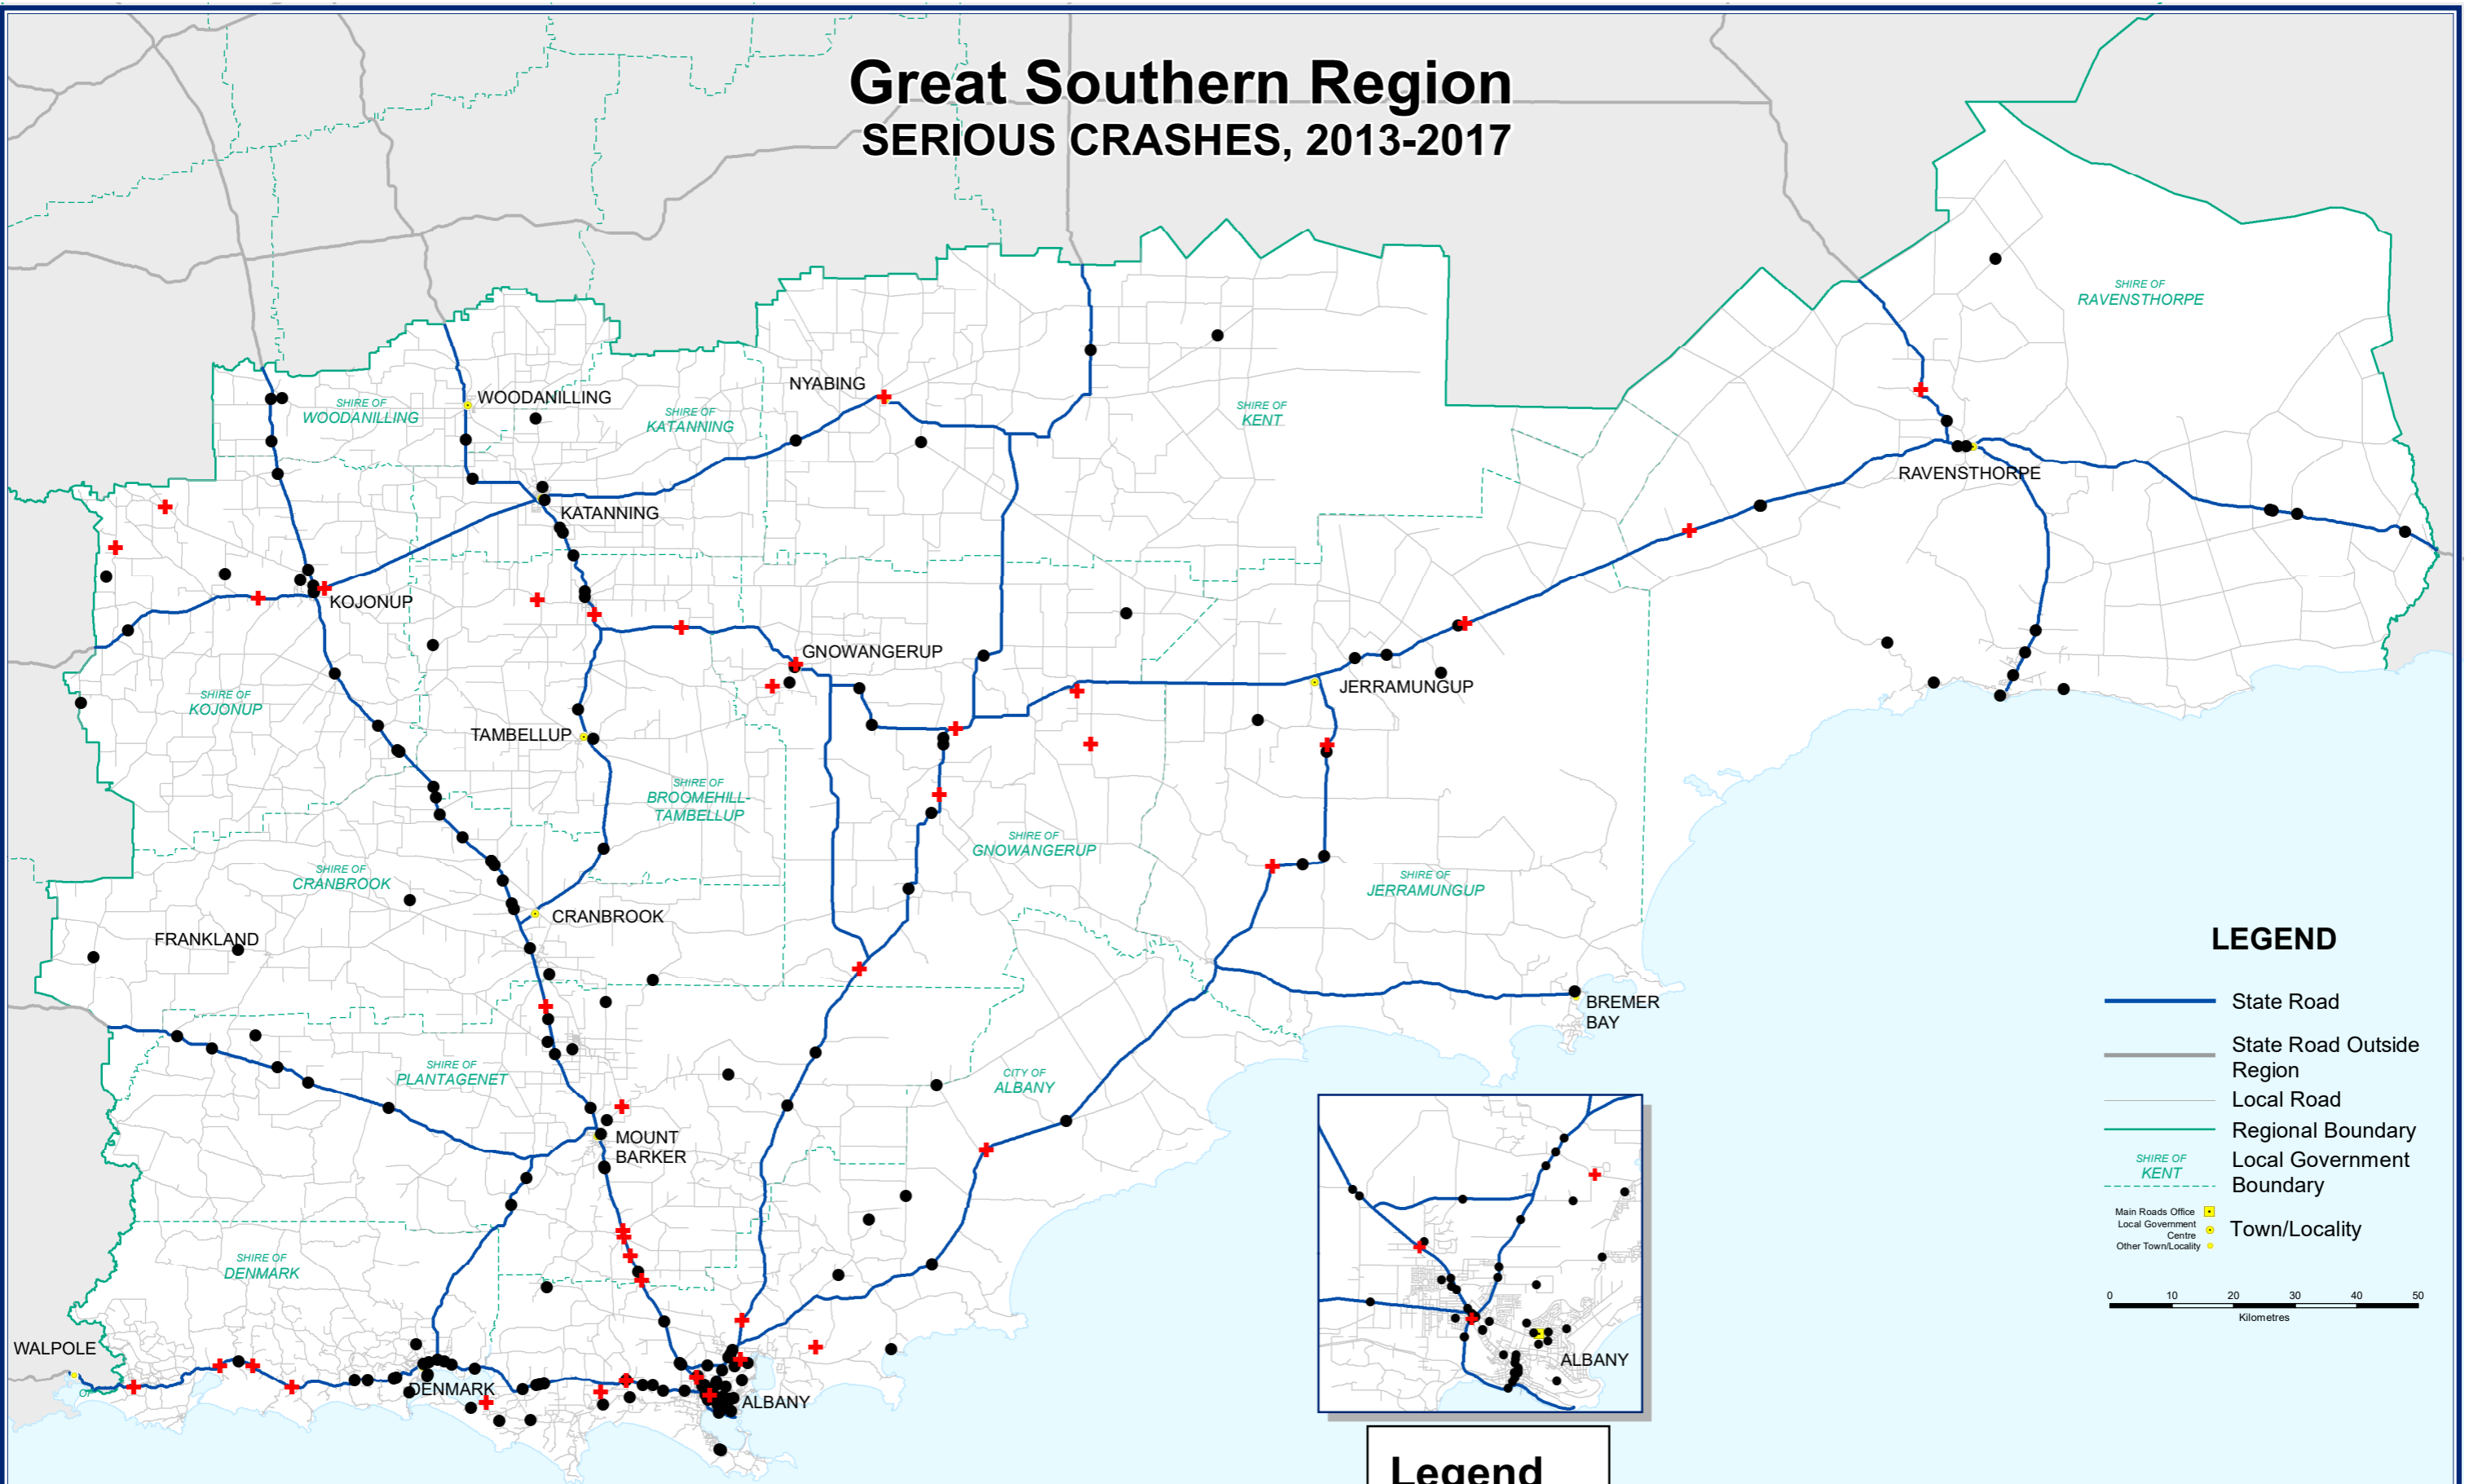 Great Southern Region
SERIOUS CRASHES, 2013-2017
SHIRE OF
RAVENSTHORPE
NYABING
WOODANILLING
SHIRE OF
WOODANILLING
SHIRE OF
KATANNING
SHIRE OF
KENT
RAVENSTHORPE
KATANNING
KOJONUP
GNOWANGERUP
JERRAMUNGUP
SHIRE OF
KOJONUP
TAMBELLUP
SHIRE OF
BROOMEHILL-
TAMBELLUP
SHIRE OF
GNOWANGERUP
SHIRE OF
CRANBROOK
SHIRE OF
JERRAMUNGUP
CRANBROOK
FRANKLAND
BREMER
BAY
SHIRE OF
PLANTAGENET
CITY OF
ALBANY
MOUNT
BARKER
SHIRE OF
DENMARK
WALPOLE
OF
DENMARK
ALBANY
ALBANY
LEGEND
State Road
State Road Outside
Region
Local Road
Regional Boundary
SHIRE OF
KENT
Local Government
Boundary
Main Roads Office
Local Government
Centre
Other Town/Locality
Town/Locality
0 10 20 30 40 50
Kilometres
Legend